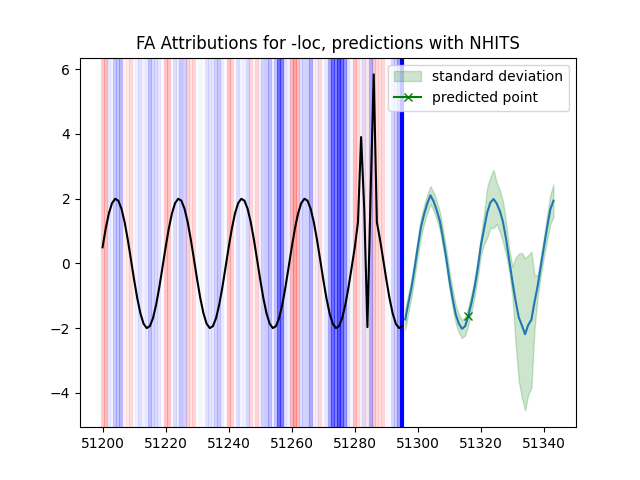 FA Attributions for -loc, predictions with NHITS
standard deviation
predicted point
6
4
2
0
−2
−4
51200 51220 51240 51260 51280 51300 51320 51340